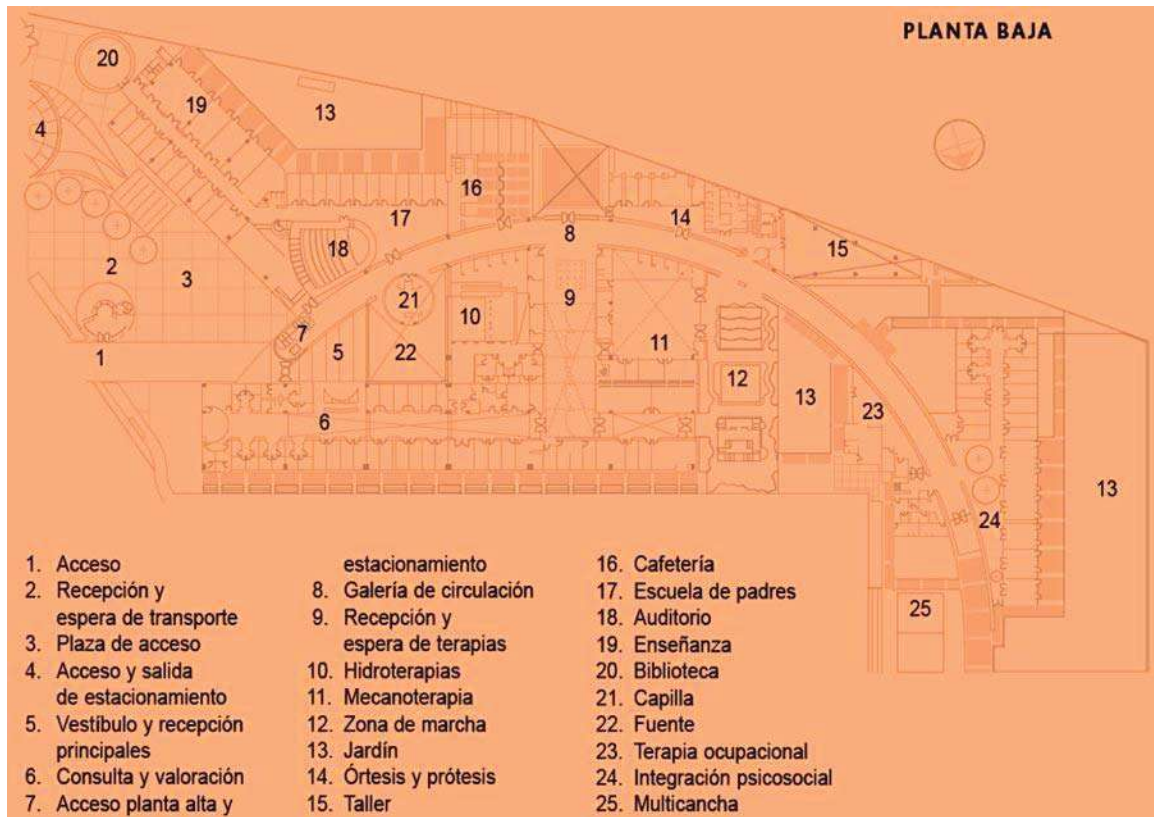 PLANTA BAJA
20
19
13
4
16
17
14
18
8
15
2
3
21
9
10
7
5
22
11
1
12
13
23
6
13
24
25
1. Acceso
2. Recepción y
espera de transporte
3. Plaza de acceso
4. Acceso y salida
de estacionamiento
5. Vestíbulo y recepción
principales
6. Consulta y valoración
7. Acceso planta alta y
estacionamiento
8. Galería de circulación
9. Recepción y
espera de terapias
10. Hidroterapias
11. Mecanoterapia
12. Zona de marcha
13. Jardín
14. Órtesis y prótesis
15. Taller
16. Cafetería
17. Escuela de padres
18. Auditorio
19. Enseñanza
20. Biblioteca
21. Capilla
22. Fuente
23. Terapia ocupacional
24. Integración psicosocial
25. Multicancha